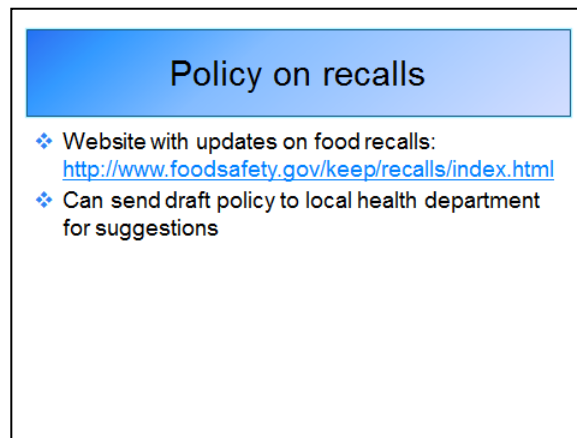 Policy on recalls
Website with updates on food recalls:
http://www.foodsafety.gov/keep/recalls/index.html
Can send draft policy to local health department
for suggestions